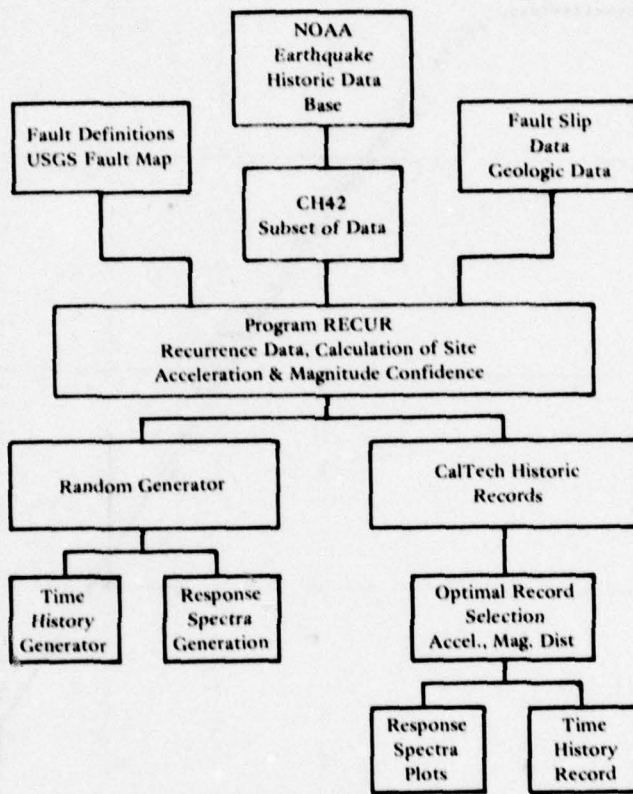 NOAA
Earthquake
Historic Data
Base
Fault Definitions
USGS Fault Map
Fault Slip
Data
Geologic Data
CH42
Subset of Data
Program RECUR
Recurrence Data, Calculation of Site
Acceleration & Magnitude Confidence
Random Generator
CalTech Historic
Records
Time
History
Generator
Response
Spectra
Generation
Optimal Record
Selection
Accel., Mag, Dist
Response
Spectra
Plots
Time
History
Record